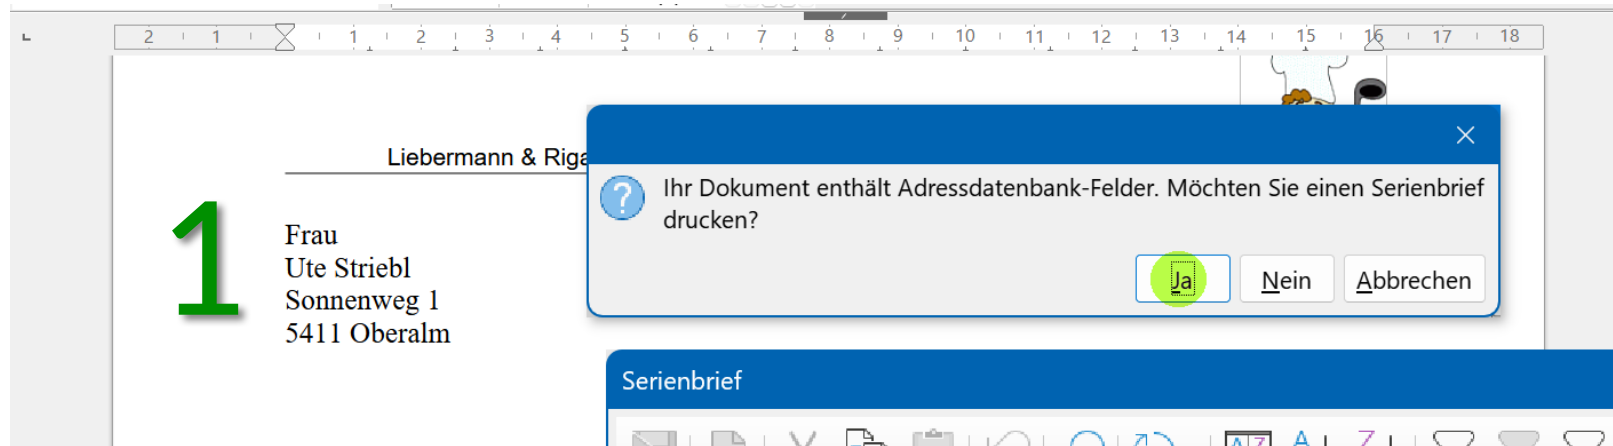 2 1 1 2 3 4 5 6 7 8 9 10 11 12 13 14 15 16 17 18
Liebermann & Riga
Ihr Dokument enthält Adressdatenbank-Felder. Möchten Sie einen Serienbrief
drucken?
1
Frau
Ute Striebl
Sonnenweg 1
5411 Oberalm
Ja Nein Abbrechen
Serienbrief